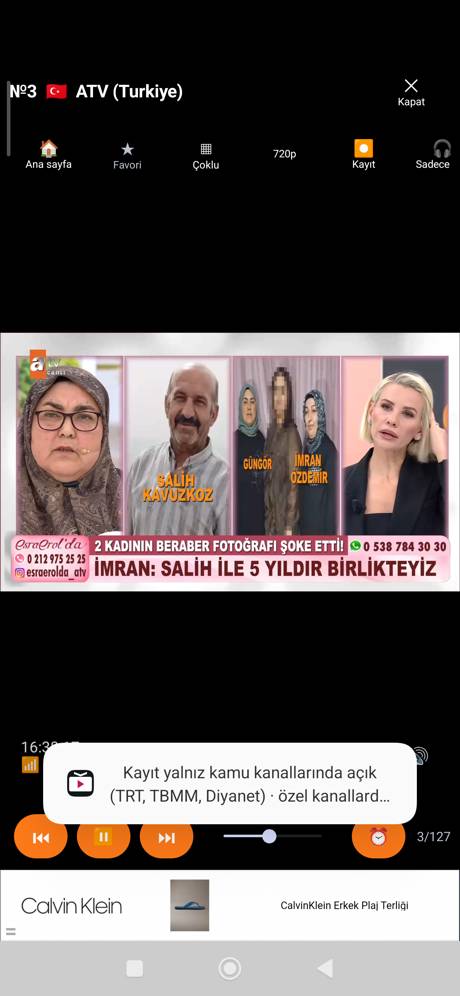 №3 🇹🇷 ATV (Turkiye)
Kapat
Ana sayfa
Favori
Çoklu
720p
Kayıt
Sadece
a
SALİH
KAVUZKOZ
GÜNGÖR
İMRAN
ÖZDEMİR
esraerol'da
2 KADININ BERABER FOTOĞRAFI ŞOKE ETTİ!
0 538 784 30 30
0 212 975 25 25
esraerolda_atv
İMRAN: SALİH İLE 5 YILDIR BİRLİKTEYİZ
Kayıt yalnız kamu kanallarında açık
(TRT, TBMM, Diyanet) · özel kanallard...
3/127
Calvin Klein
CalvinKlein Erkek Plaj Terliği